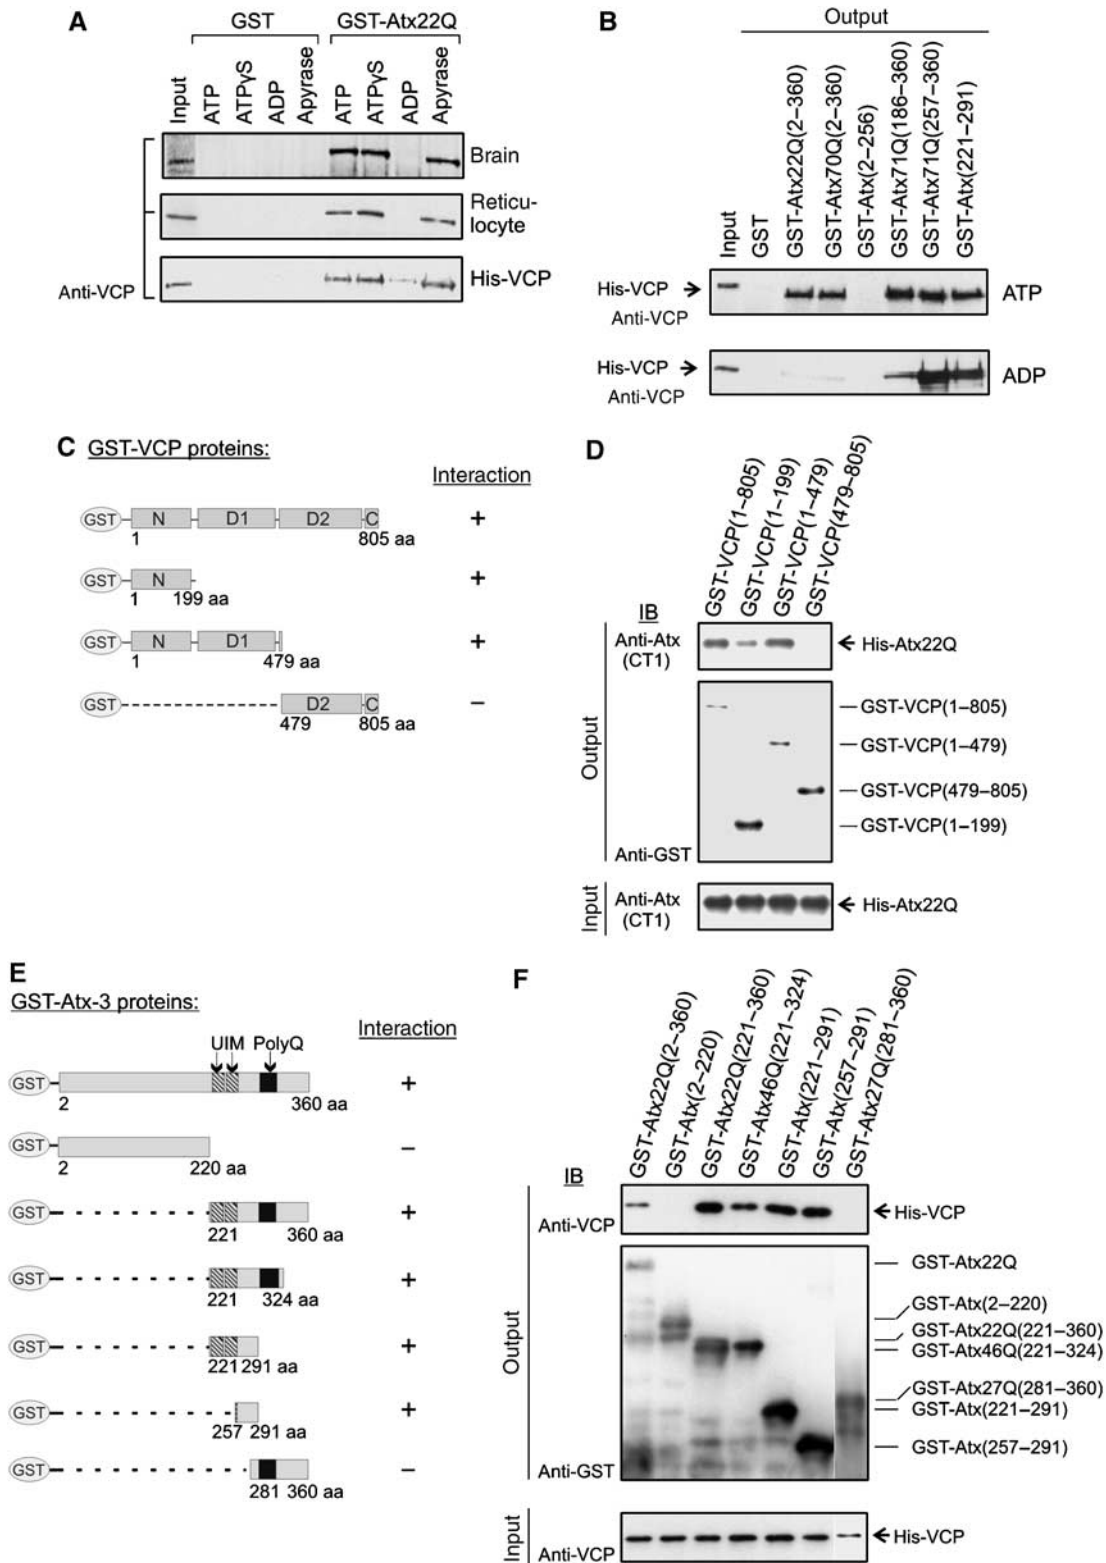 A
GST
GST-Atx22Q
Input
ATP
ATPγS
ADP
Apyrase
ATP
ATPγS
ADP
Apyrase
Brain
Reticu-
locyte
His-VCP
Anti-VCP
B
Output
Input
GST
GST-Atx22Q(2–360)
GST-Atx70Q(2–360)
GST-Atx(2–256)
GST-Atx71Q(186–360)
GST-Atx71Q(257–360)
GST-Atx(221–291)
His-VCP
Anti-VCP
ATP
His-VCP
Anti-VCP
ADP
C
GST-VCP proteins:
Interaction
GST N D1 D2 C +
1 805 aa
GST N +
1 199 aa
GST N D1 +
1 479 aa
GST D2 C –
479 805 aa
D
GST-VCP(1–805)
GST-VCP(1–199)
GST-VCP(1–479)
GST-VCP(479–805)
IB
Output
Anti-Atx
(CT1)
His-Atx22Q
GST-VCP(1–805)
GST-VCP(1–479)
GST-VCP(479–805)
GST-VCP(1–199)
Anti-GST
Input
Anti-Atx
(CT1)
His-Atx22Q
E
GST-Atx-3 proteins:
Interaction
UIM PolyQ
GST +
2 360 aa
GST –
2 220 aa
GST +
221 360 aa
GST +
221 324 aa
GST +
221 291 aa
GST +
257 291 aa
GST –
281 360 aa
F
GST-Atx22Q(2–360)
GST-Atx(2–220)
GST-Atx22Q(221–360)
GST-Atx46Q(221–324)
GST-Atx(221–291)
GST-Atx(257–291)
GST-Atx27Q(281–360)
IB
Output
Anti-VCP
His-VCP
GST-Atx22Q
GST-Atx(2–220)
GST-Atx22Q(221–360)
GST-Atx46Q(221–324)
GST-Atx27Q(281–360)
GST-Atx(221–291)
GST-Atx(257–291)
Anti-GST
Input
Anti-VCP
His-VCP